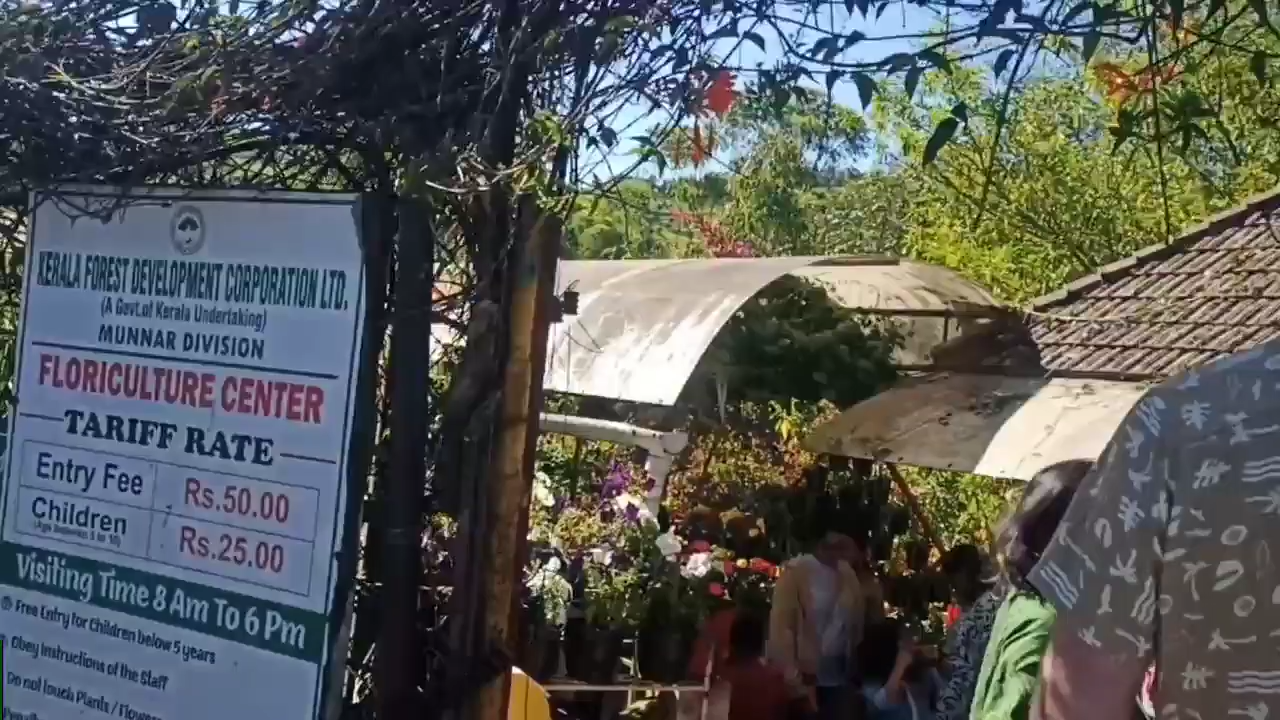 KERALA FOREST DEVELOPMENT CORPORATION LTD.
(A Govt.of Kerala Undertaking)
MUNNAR DIVISION
FLORICULTURE CENTER
TARIFF RATE
Entry Fee Rs.50.00
Children Rs.25.00
Visiting Time 8 Am To 6 Pm
Free Entry for Children below 5 years
Obey Instructions of the Staff
Do not touch Plants / Flowers